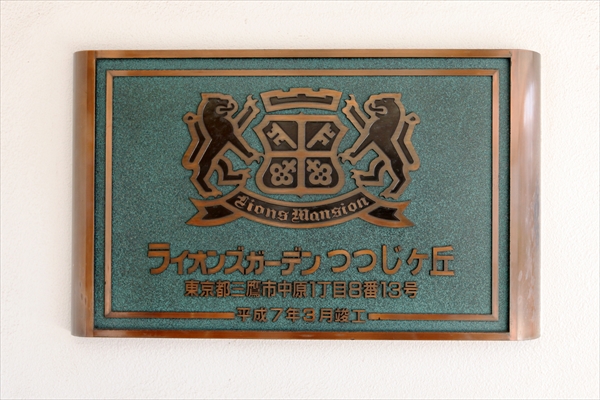 Lions Mansion
ライオンズガーデンつつじヶ丘
東京都三鷹市中原1丁目8番13号
平成7年3月竣工